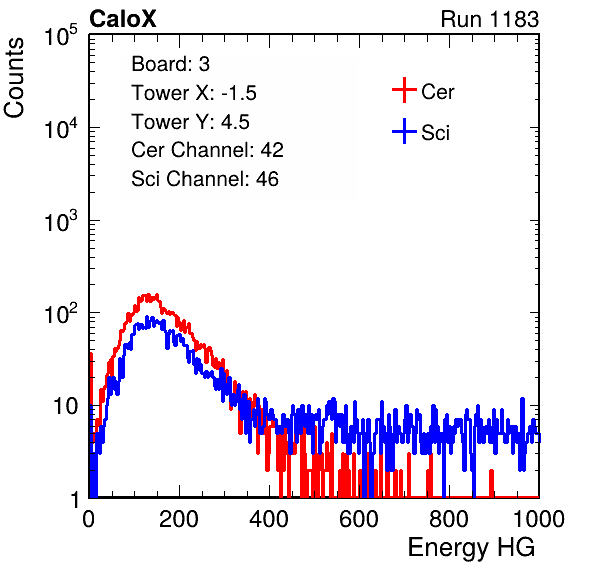 CaloX Run 1183
Counts
Board: 3
Tower X: -1.5
Tower Y: 4.5
Cer Channel: 42
Sci Channel: 46
Cer
Sci
10^5
10^4
10^3
10^2
10
1
0 200 400 600 800 1000
Energy HG